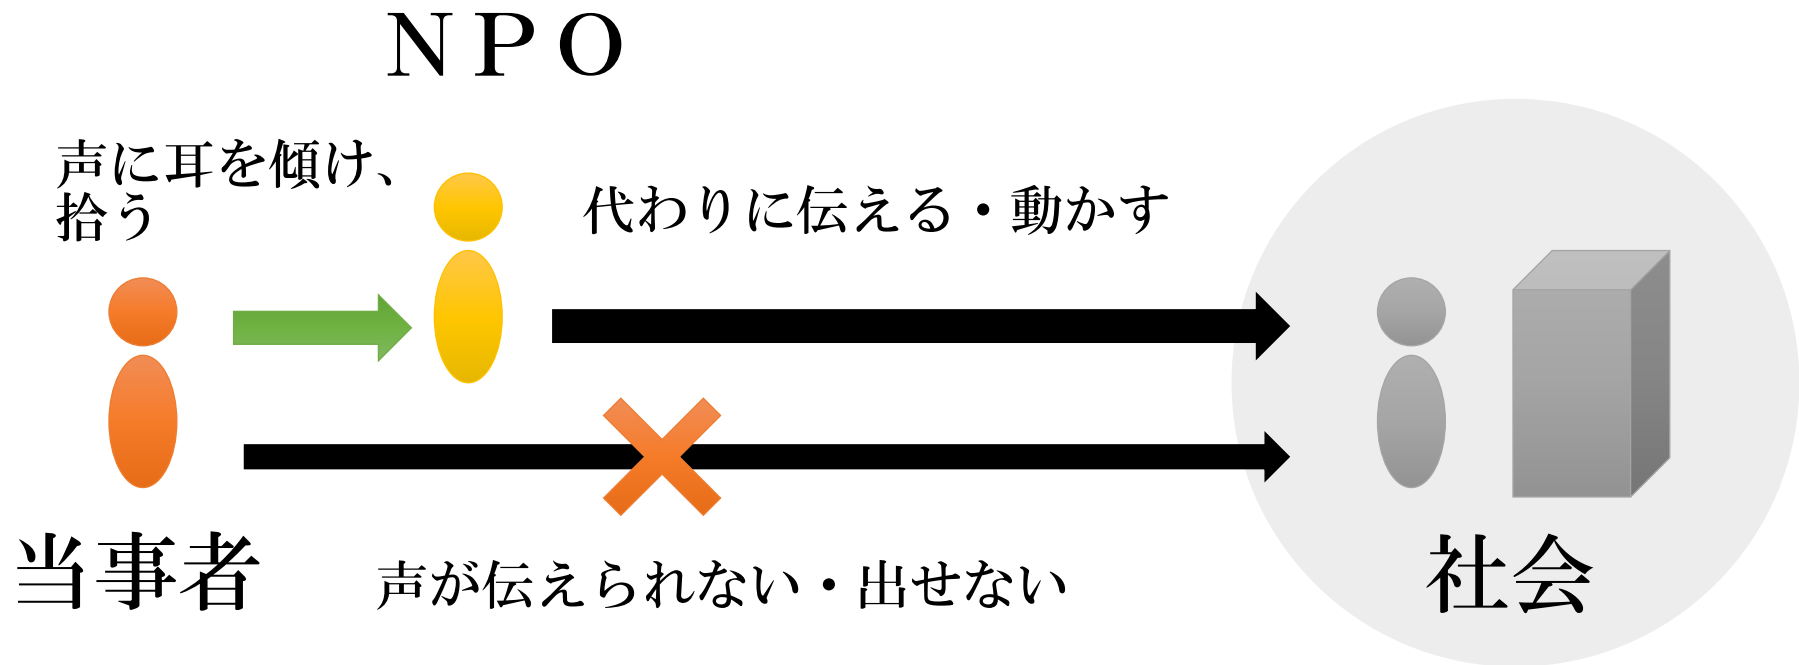 ＮＰＯ
声に耳を傾け、
拾う
代わりに伝える・動かす
当事者
声が伝えられない・出せない
社会